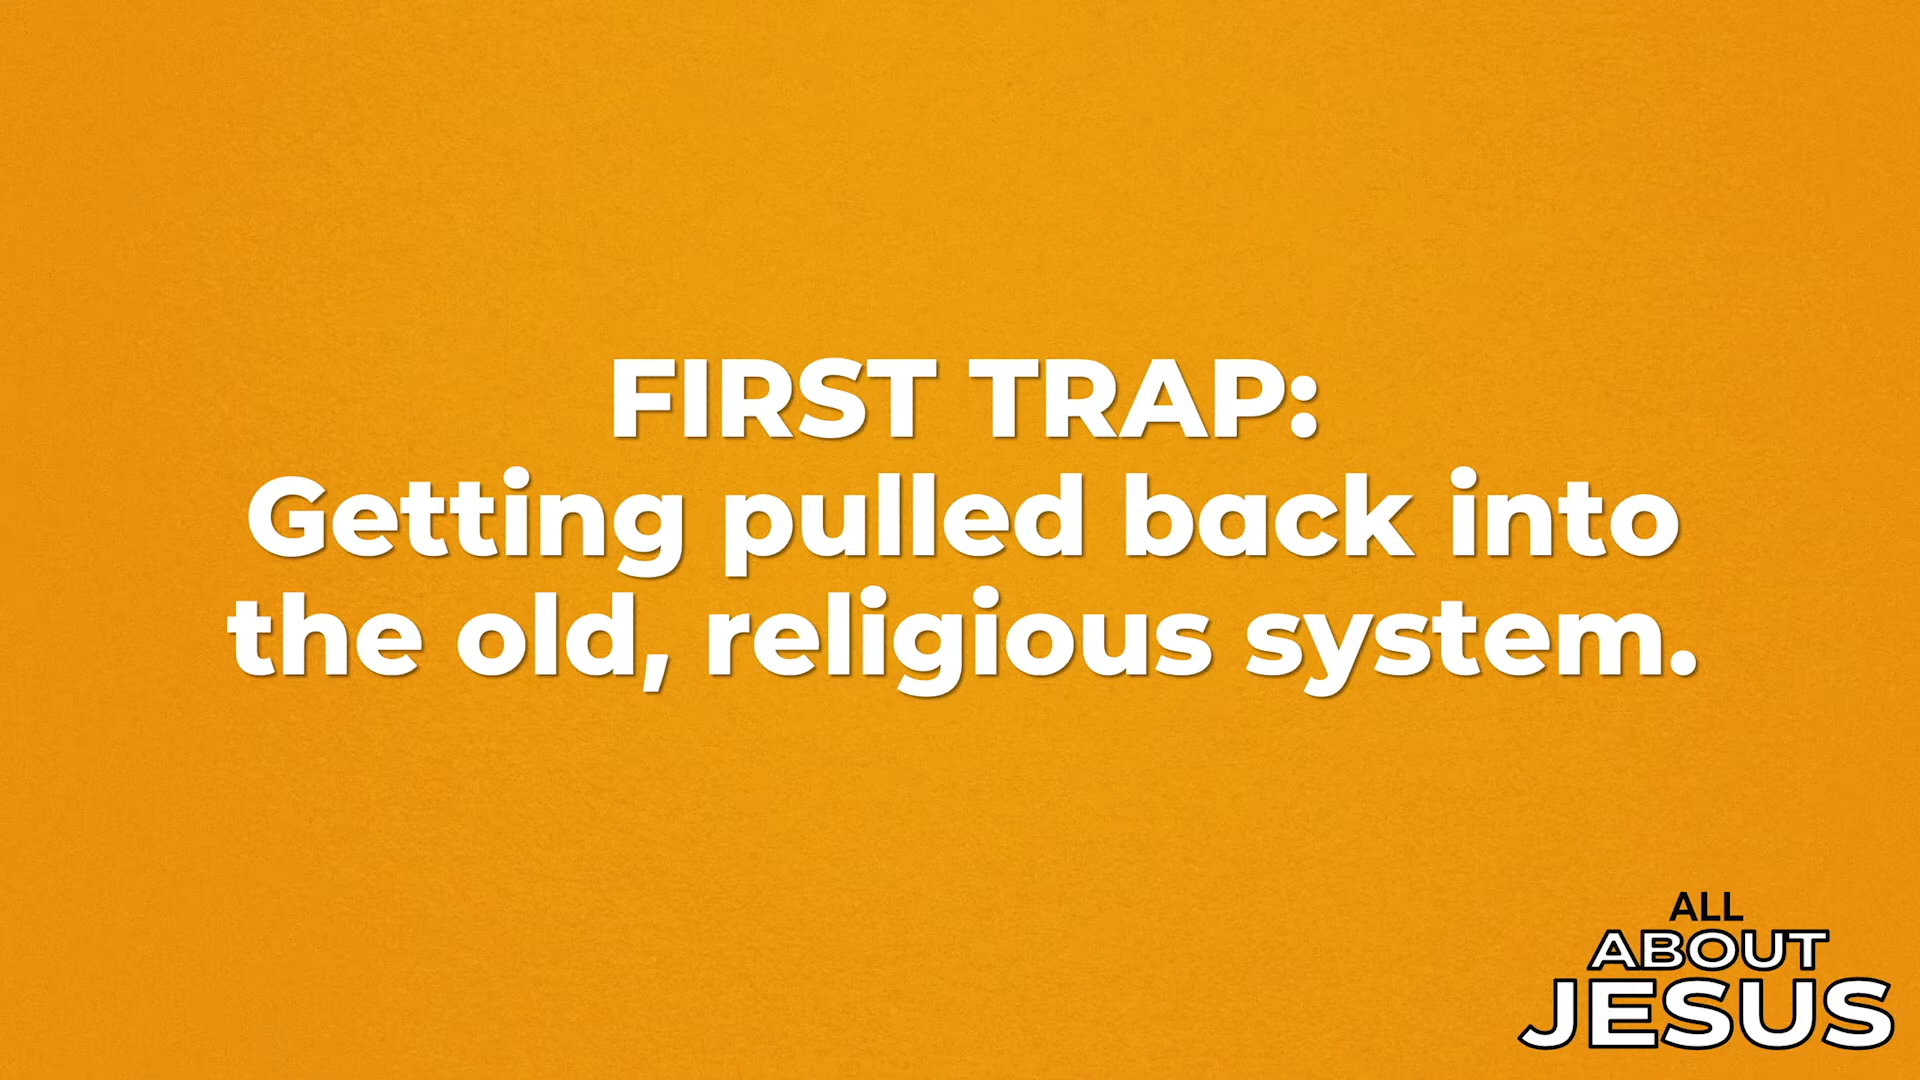 FIRST TRAP:
Getting pulled back into
the old, religious system.
ALL
ABOUT
JESUS